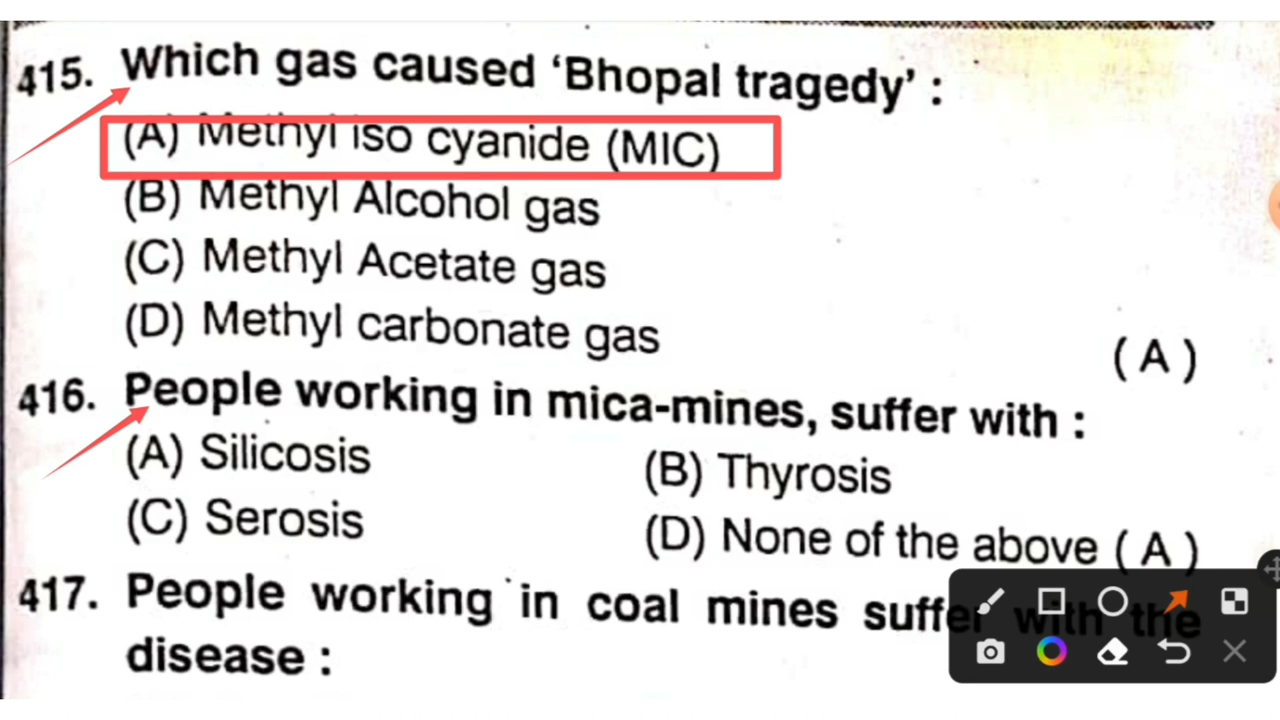 415. Which gas caused ‘Bhopal tragedy’ :
(A) Methyl iso cyanide (MIC)
(B) Methyl Alcohol gas
(C) Methyl Acetate gas
(D) Methyl carbonate gas
(A)
416. People working in mica-mines, suffer with :
(A) Silicosis (B) Thyrosis
(C) Serosis (D) None of the above (A)
417. People working in coal mines suffer with the
disease :